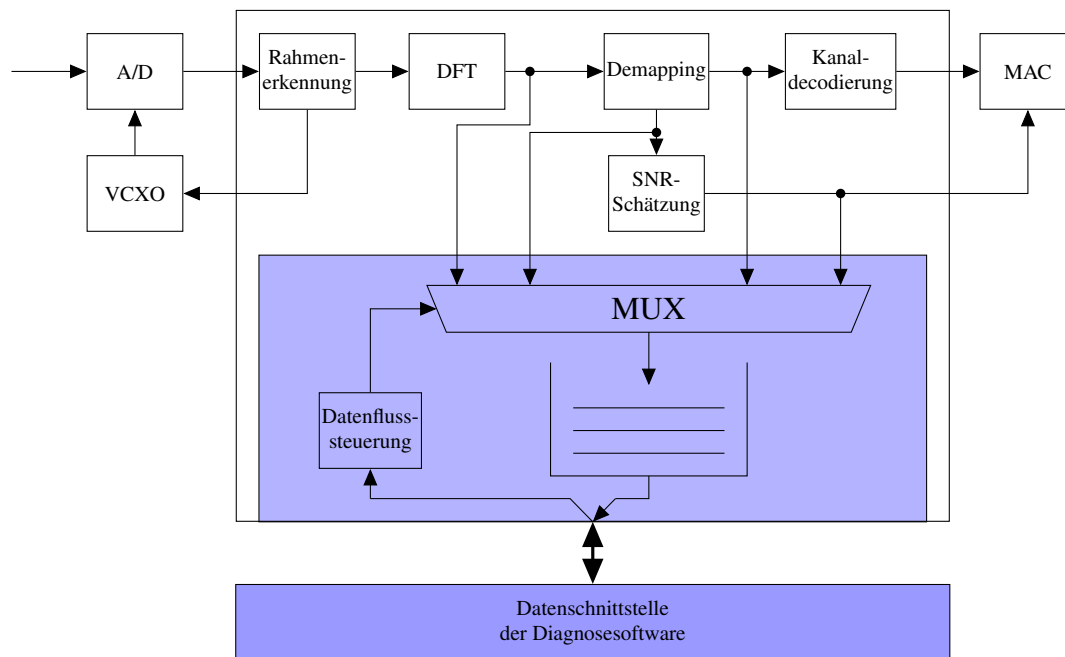 A/D
Rahmen-
erkennung
DFT
Demapping
Kanal-
decodierung
MAC
VCXO
SNR-
Schätzung
MUX
Datenfluss-
steuerung
Datenschnittstelle
der Diagnosesoftware